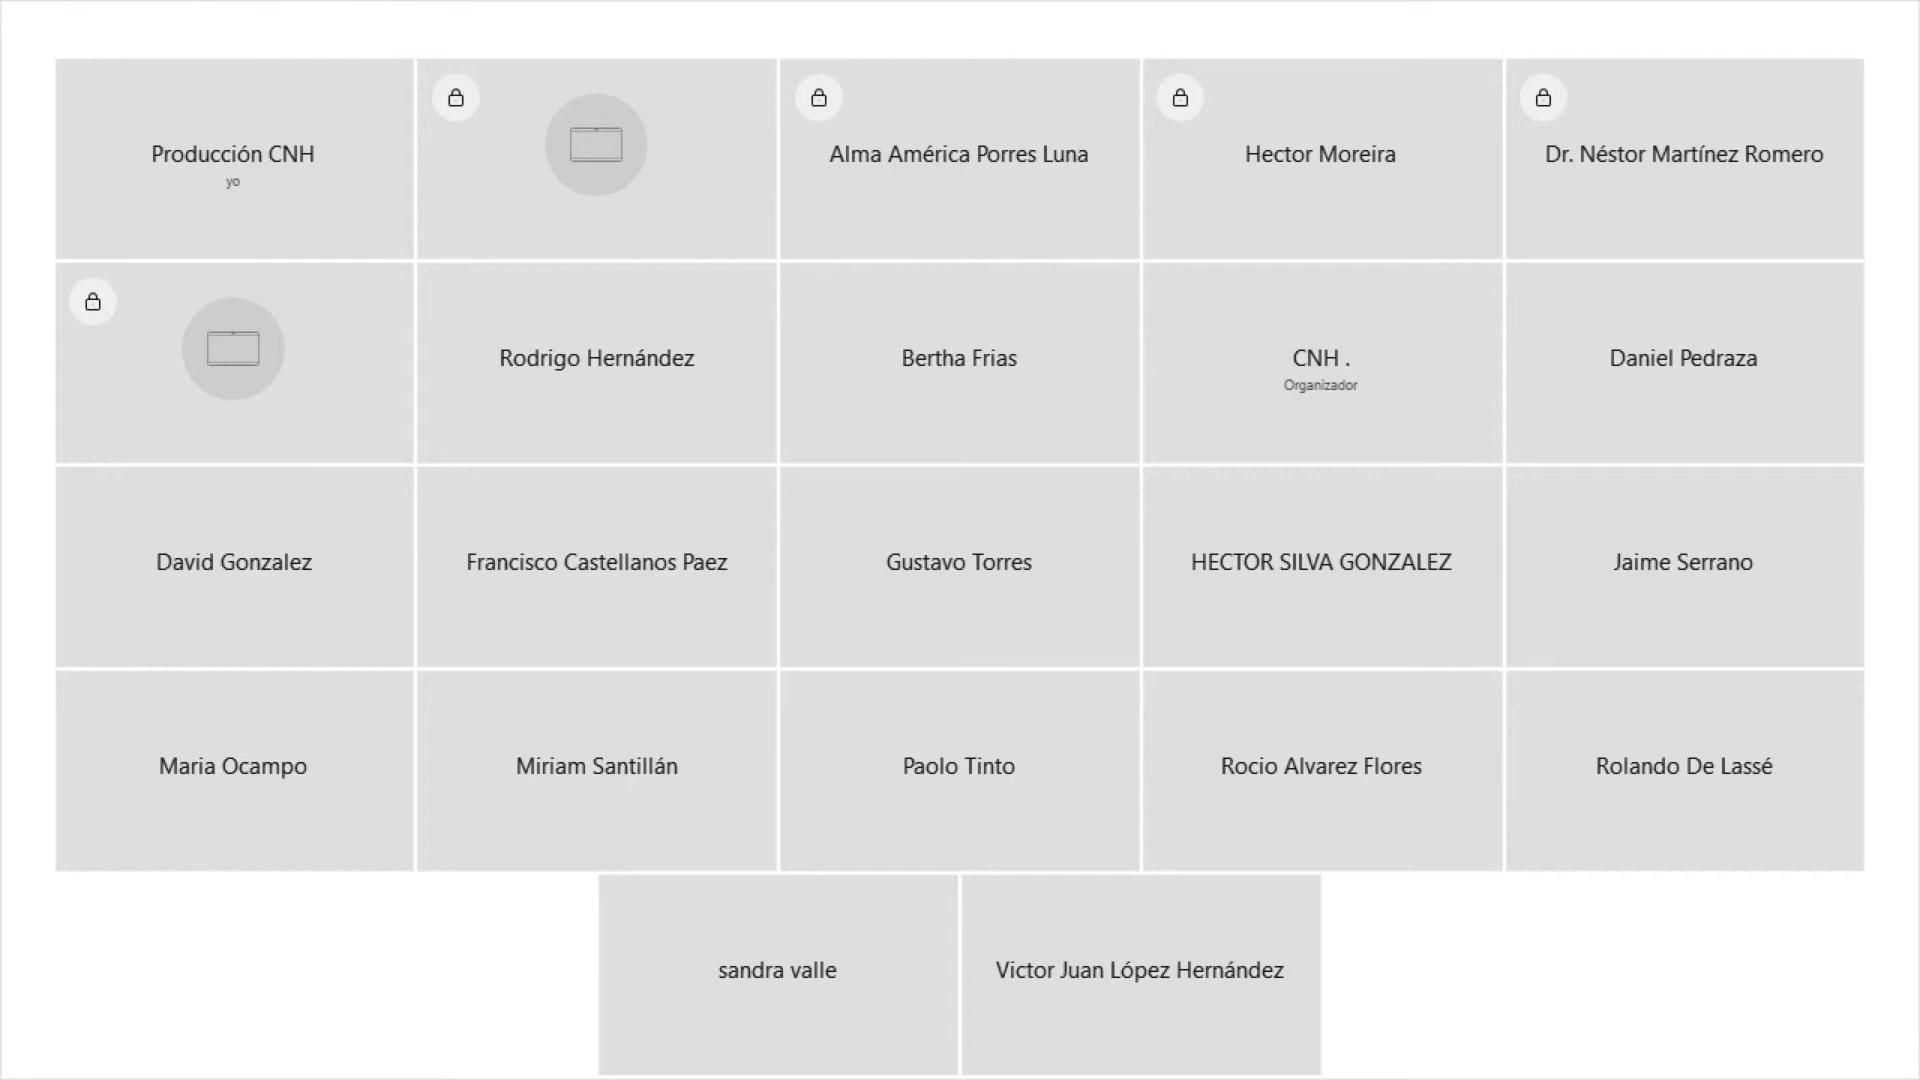 Producción CNH
yo
Alma América Porres Luna
Hector Moreira
Dr. Néstor Martínez Romero
Rodrigo Hernández
Bertha Frias
CNH .
Organizador
Daniel Pedraza
David Gonzalez
Francisco Castellanos Paez
Gustavo Torres
HECTOR SILVA GONZALEZ
Jaime Serrano
Maria Ocampo
Miriam Santillán
Paolo Tinto
Rocio Alvarez Flores
Rolando De Lassé
sandra valle
Victor Juan López Hernández